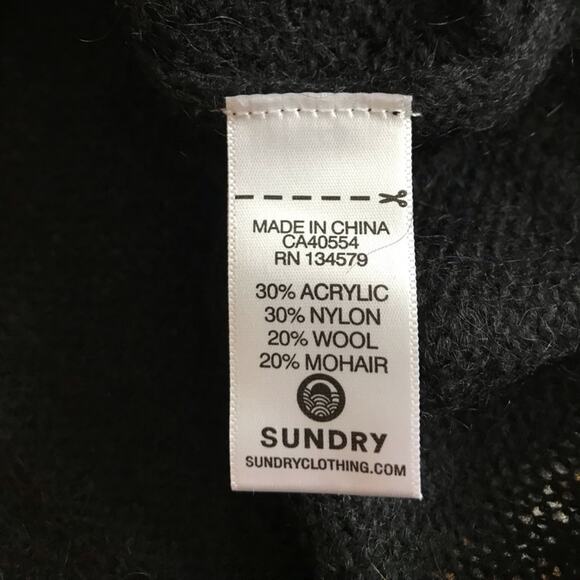 MADE IN CHINA
CA40554
RN 134579
30% ACRYLIC
30% NYLON
20% WOOL
20% MOHAIR
SUNDRY
SUNDRYCLOTHING.COM